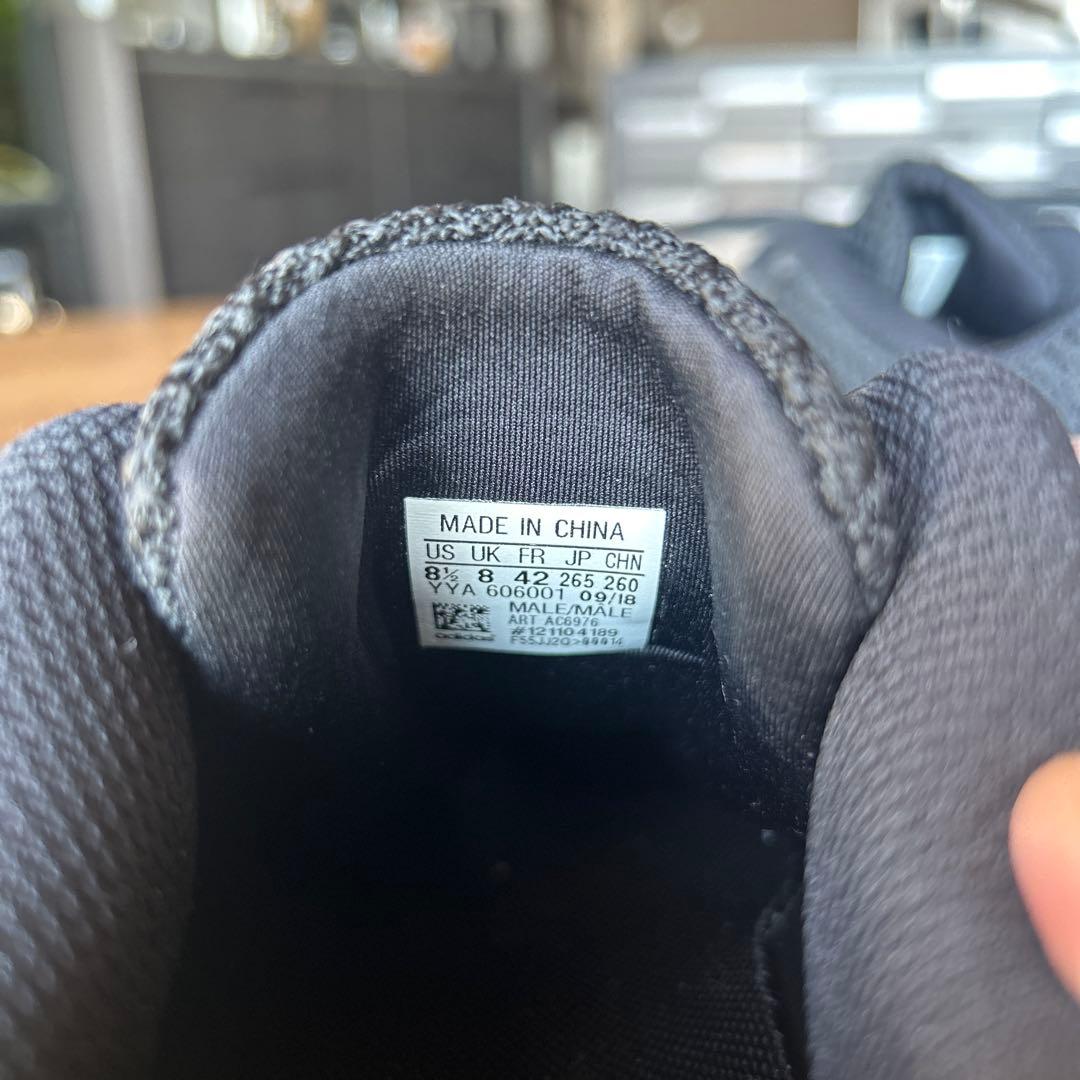 MADE IN CHINA
US UK FR JP CHN
8½ 8 42 265 260
YYA 606001 09/18
MALE/MÂLE
ART AC6976
#121104189
adidas